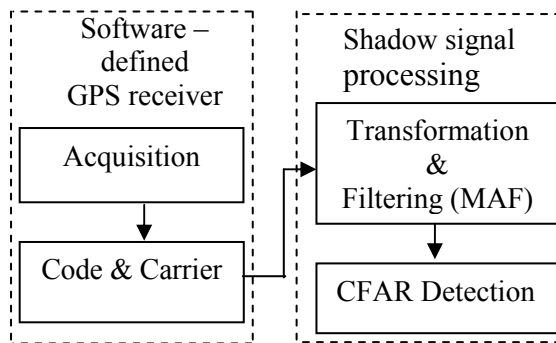 Software –
defined
GPS receiver
Acquisition
Code & Carrier
Shadow signal
processing
Transformation
&
Filtering (MAF)
CFAR Detection